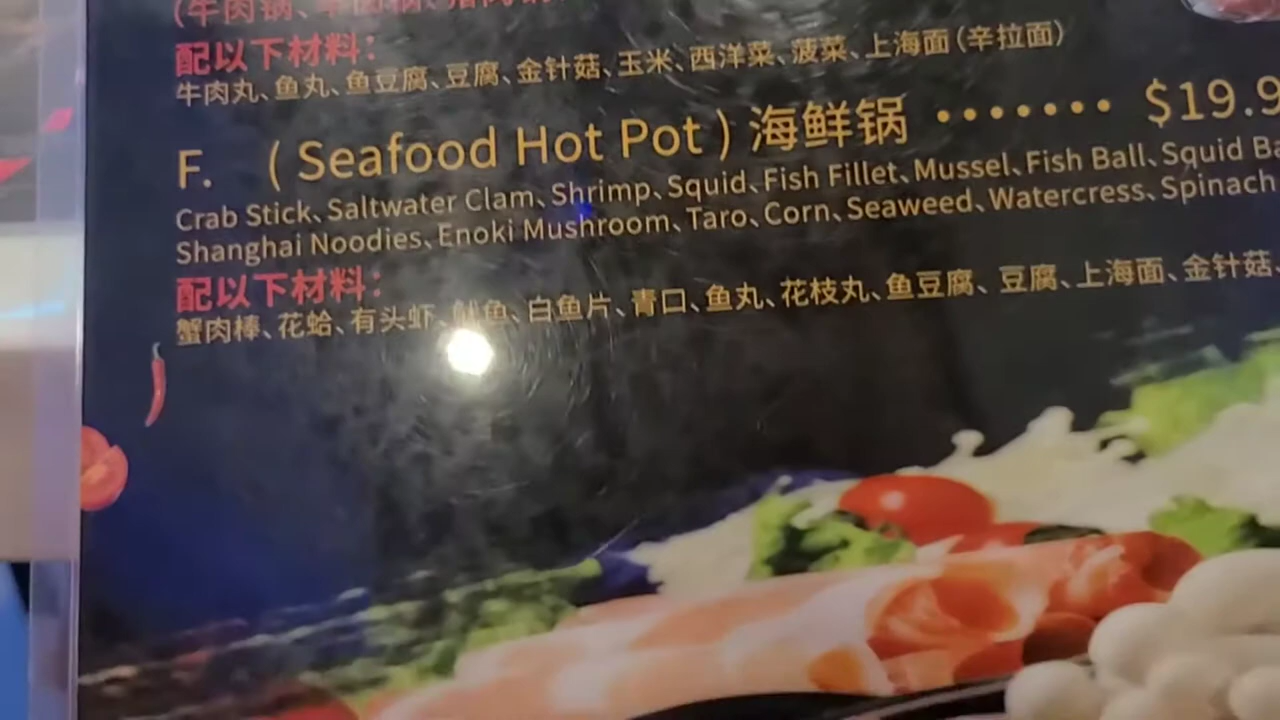 (牛肉锅、
配以下材料：
牛肉丸、鱼丸、鱼豆腐、豆腐、金针菇、玉米、西洋菜、菠菜、上海面(辛拉面)
F. ( Seafood Hot Pot ) 海鲜锅 ······· $19.9
Crab Stick、Saltwater Clam、Shrimp、Squid、Fish Fillet、Mussel、Fish Ball、Squid Ba
Shanghai Noodies、Enoki Mushroom、Taro、Corn、Seaweed、Watercress、Spinach
配以下材料：
蟹肉棒、花蛤、有头虾、鱿鱼、白鱼片、青口、鱼丸、花枝丸、鱼豆腐、豆腐、上海面、金针菇、